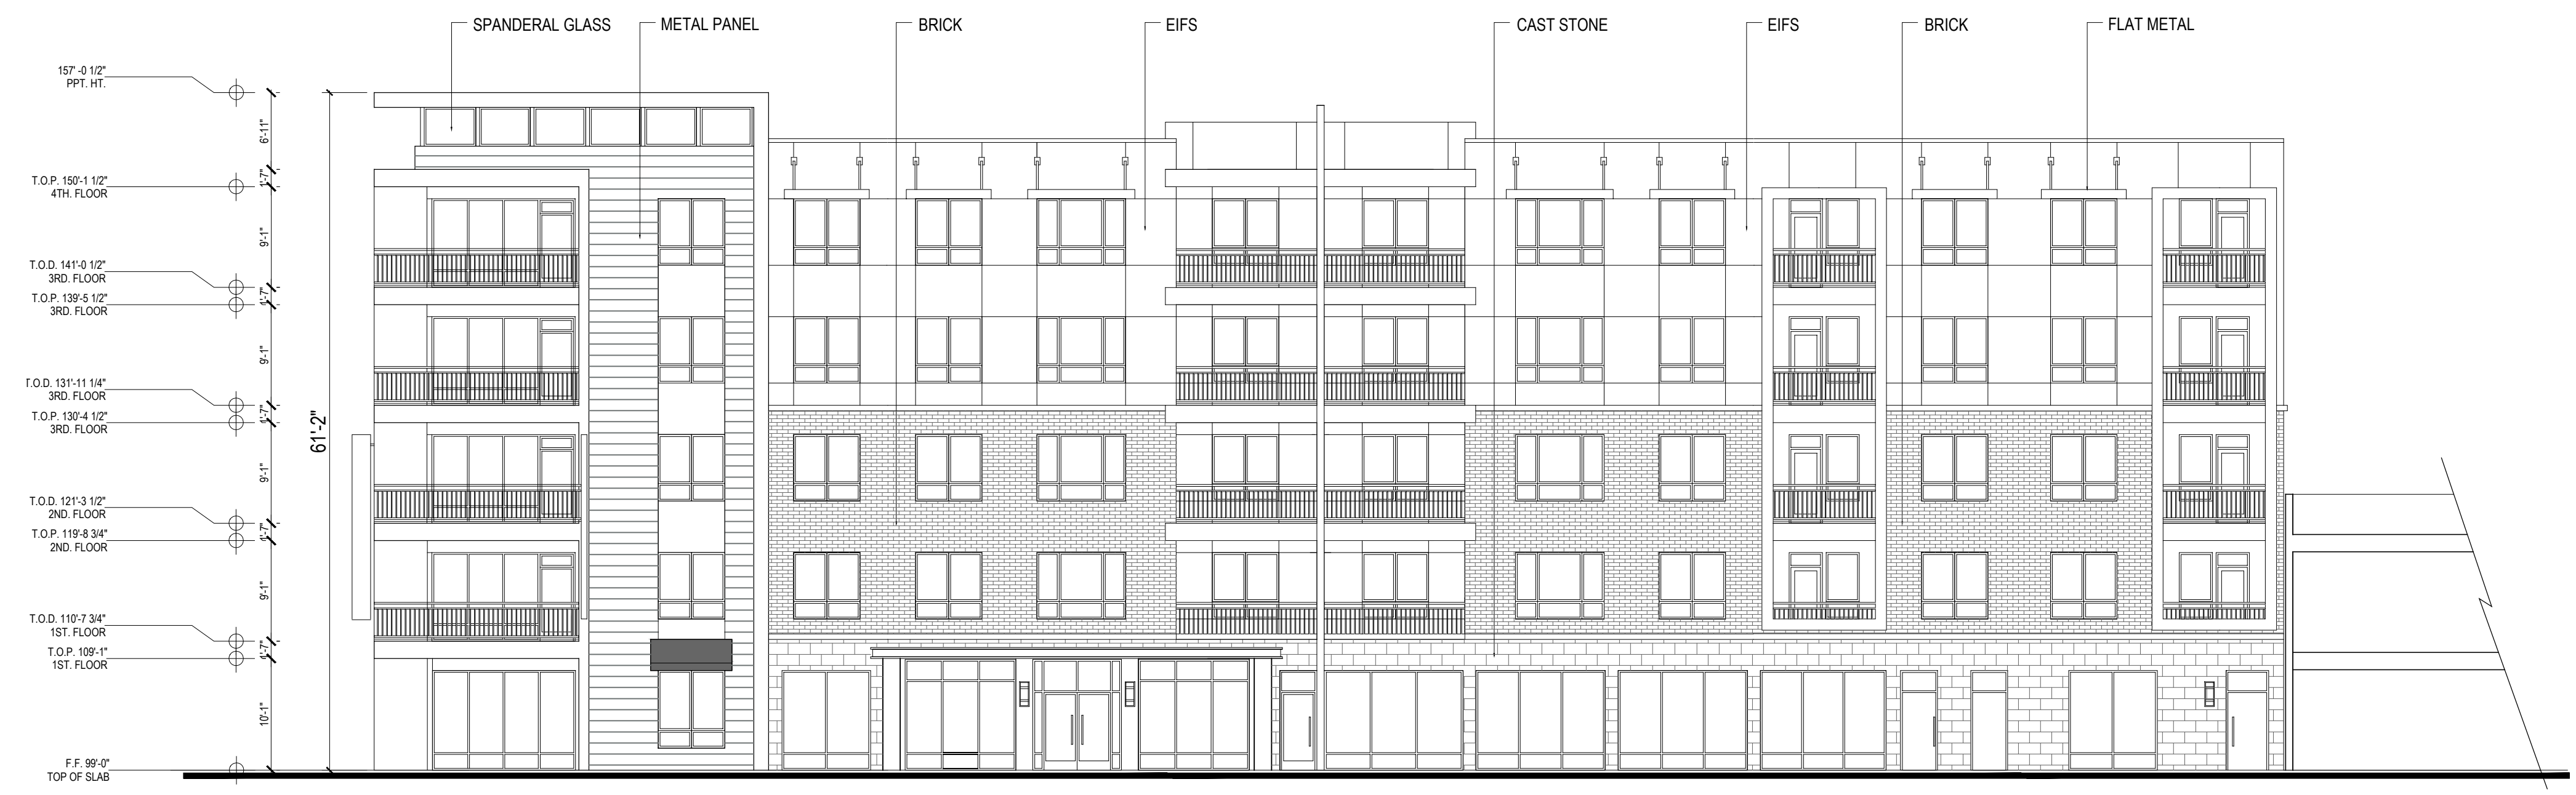 SPANDERAL GLASS
METAL PANEL
BRICK
EIFS
CAST STONE
EIFS
BRICK
FLAT METAL
157' -0 1/2"
PPT. HT.
6'-11"
T.O.P. 150'-1 1/2"
4TH. FLOOR
1'-7"
9'-1"
T.O.D. 141'-0 1/2"
3RD. FLOOR
1'-7"
T.O.P. 139'-5 1/2"
3RD. FLOOR
9'-1"
T.O.D. 131'-11 1/4"
3RD. FLOOR
1'-7"
T.O.P. 130'-4 1/2"
3RD. FLOOR
61'-2"
9'-1"
T.O.D. 121'-3 1/2"
2ND. FLOOR
1'-7"
T.O.P. 119'-8 3/4"
2ND. FLOOR
9'-1"
T.O.D. 110'-7 3/4"
1ST. FLOOR
1'-7"
T.O.P. 109'-1"
1ST. FLOOR
10'-1"
F.F. 99'-0"
TOP OF SLAB